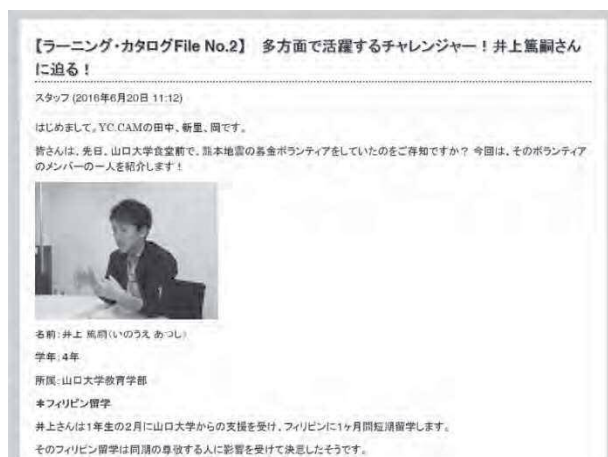 【ラーニング・カタログFile No.2】　多方面で活躍するチャレンジャー！井上篤嗣さん
に迫る！
スタッフ (2016年6月20日 11:12)
はじめまして。YC.CAMの田中、新里、岡です。
皆さんは、先日、山口大学食堂前で、熊本地震の募金ボランティアをしていたのをご存知ですか？ 今回は、そのボランティア
のメンバーの一人を紹介します！
名前：井上 篤嗣（いのうえ あつし）
学年：4年
所属：山口大学教育学部
＊フィリピン留学
井上さんは1年生の2月に山口大学からの支援を受け、フィリピンに1ヶ月間短期留学します。
そのフィリピン留学は同期の尊敬する人に影響を受けて決意したそうです。